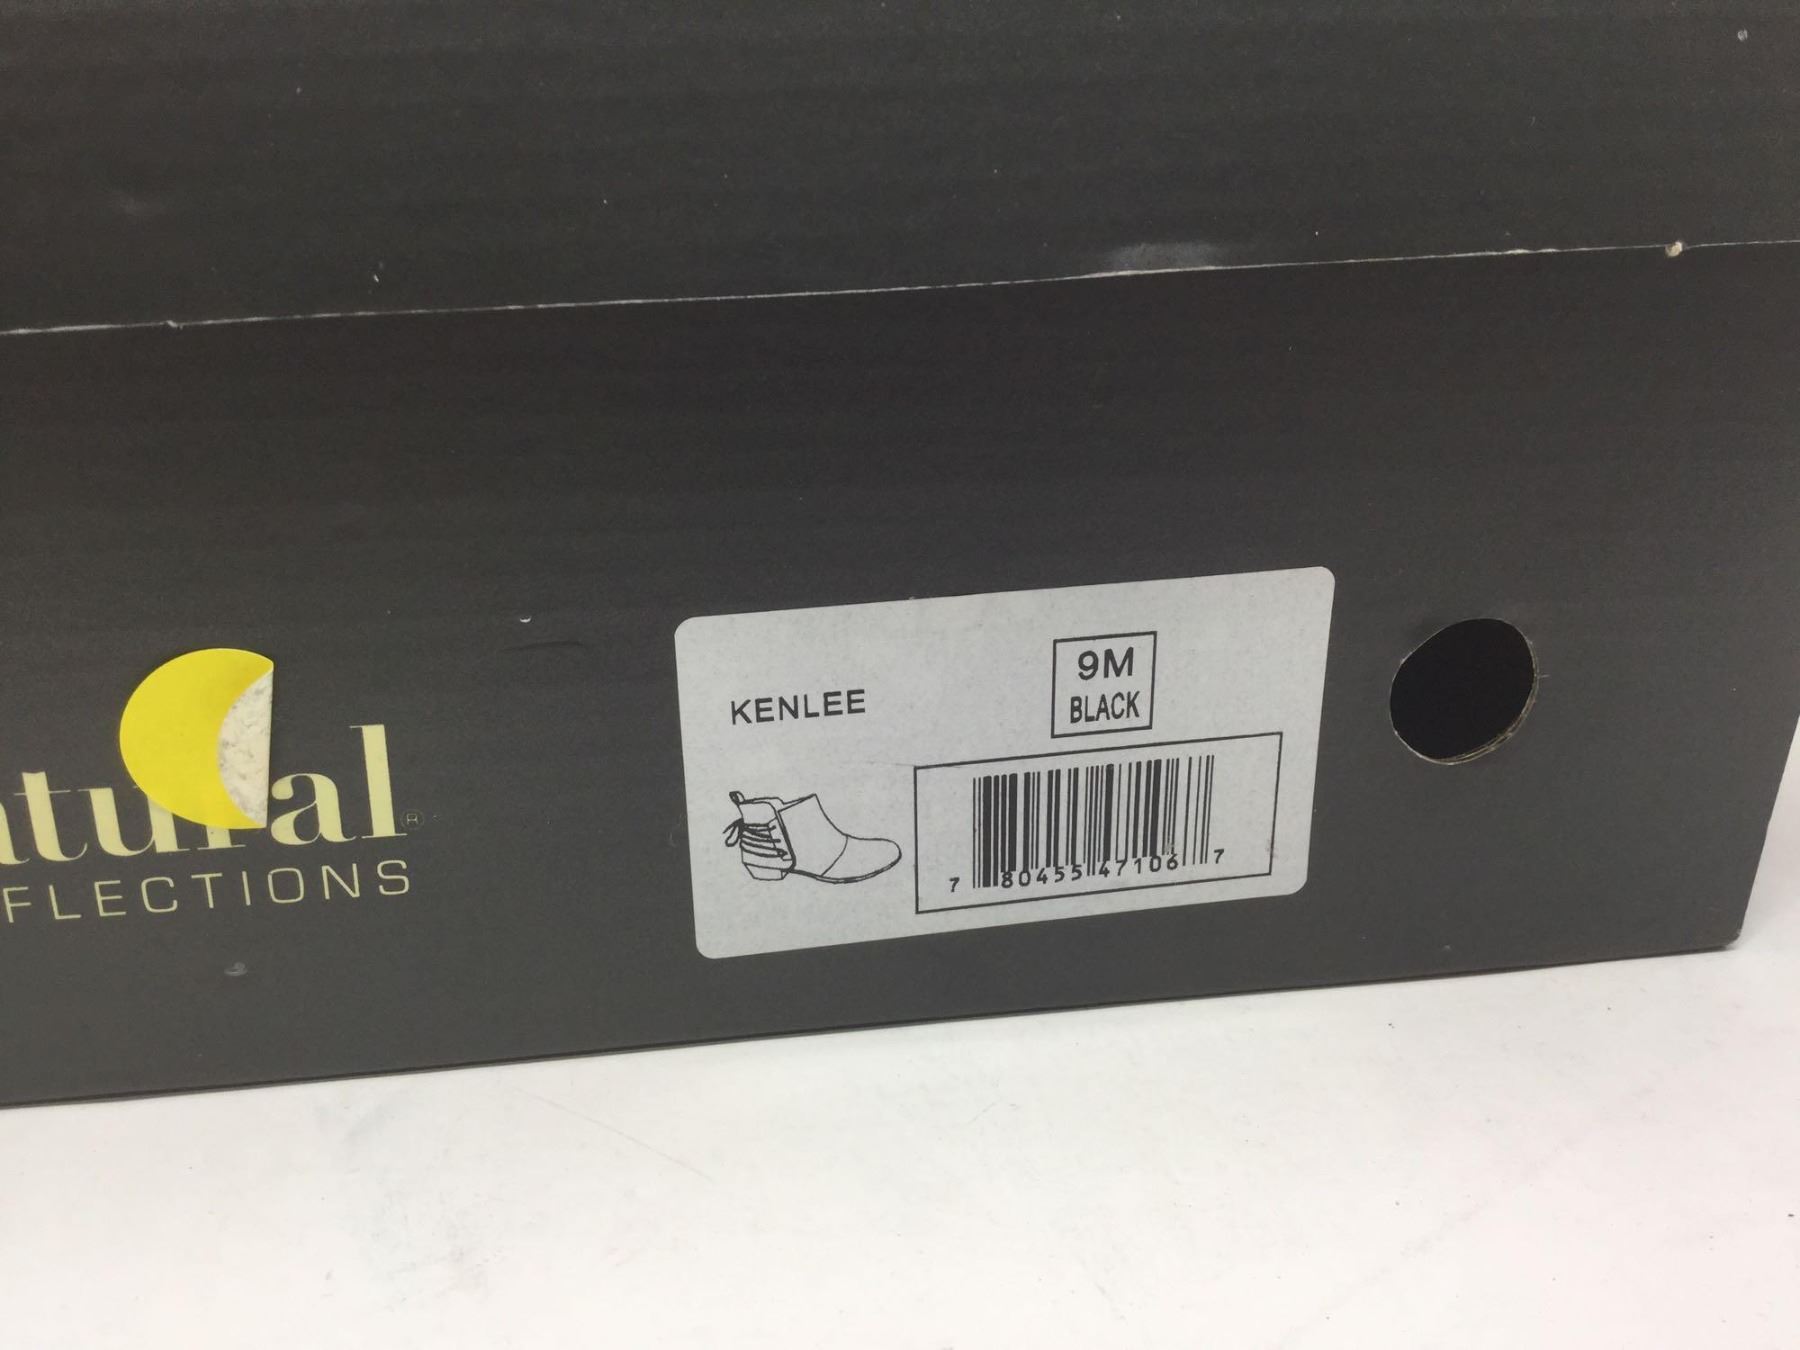 atural®
FLECTIONS
KENLEE
9M
BLACK
7 80455 47106 7